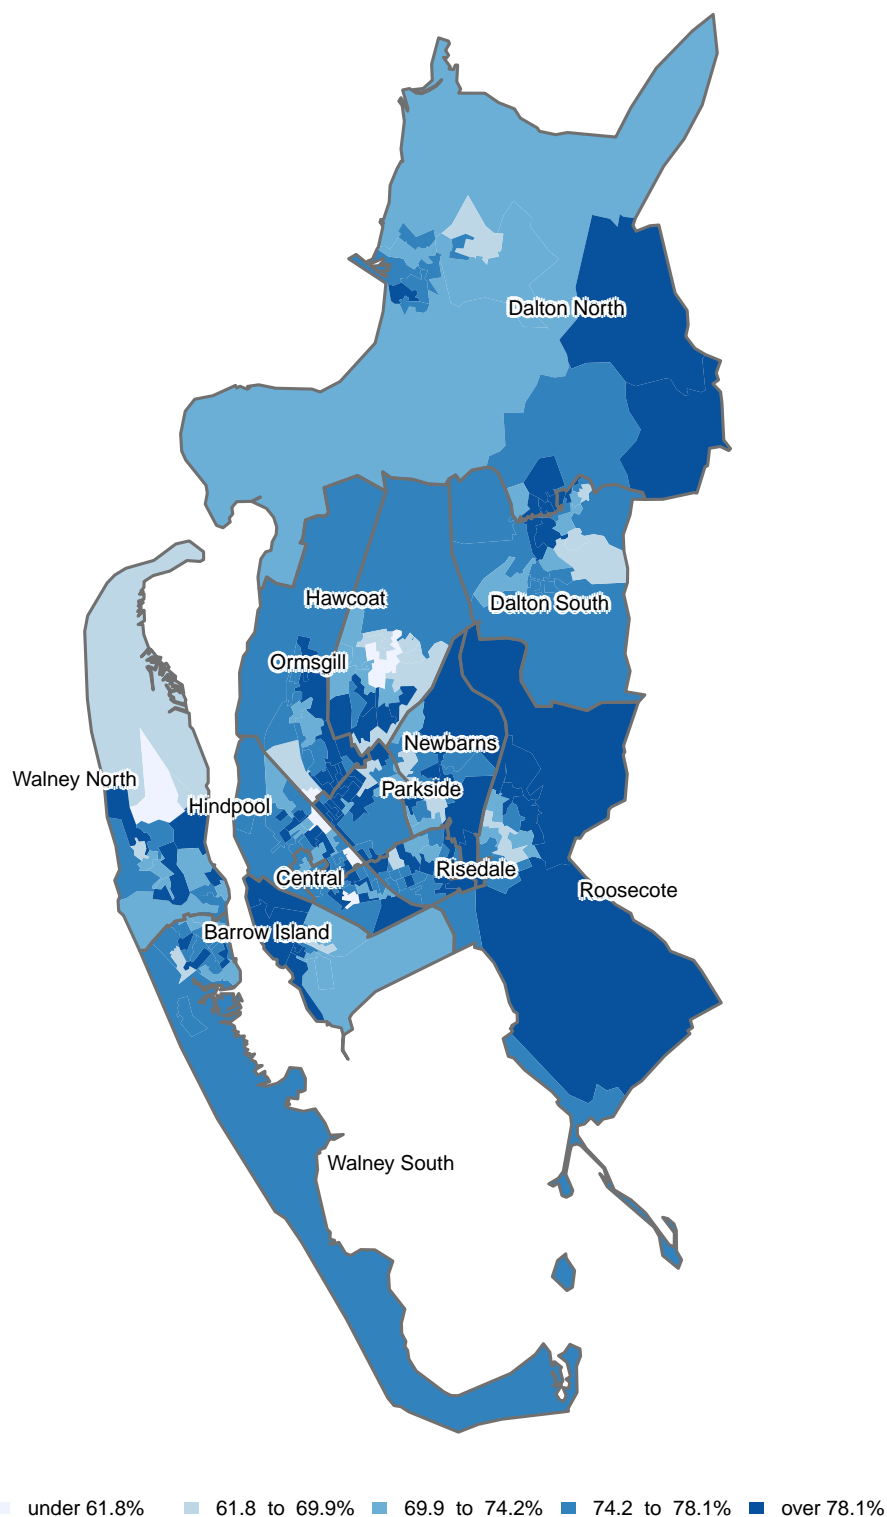 Dalton North
Hawcoat
Dalton South
Ormsgill
Newbarns
Walney North
Parkside
Hindpool
Risedale
Central
Roosecote
Barrow Island
Walney South
under 61.8% 61.8 to 69.9% 69.9 to 74.2% 74.2 to 78.1% over 78.1%